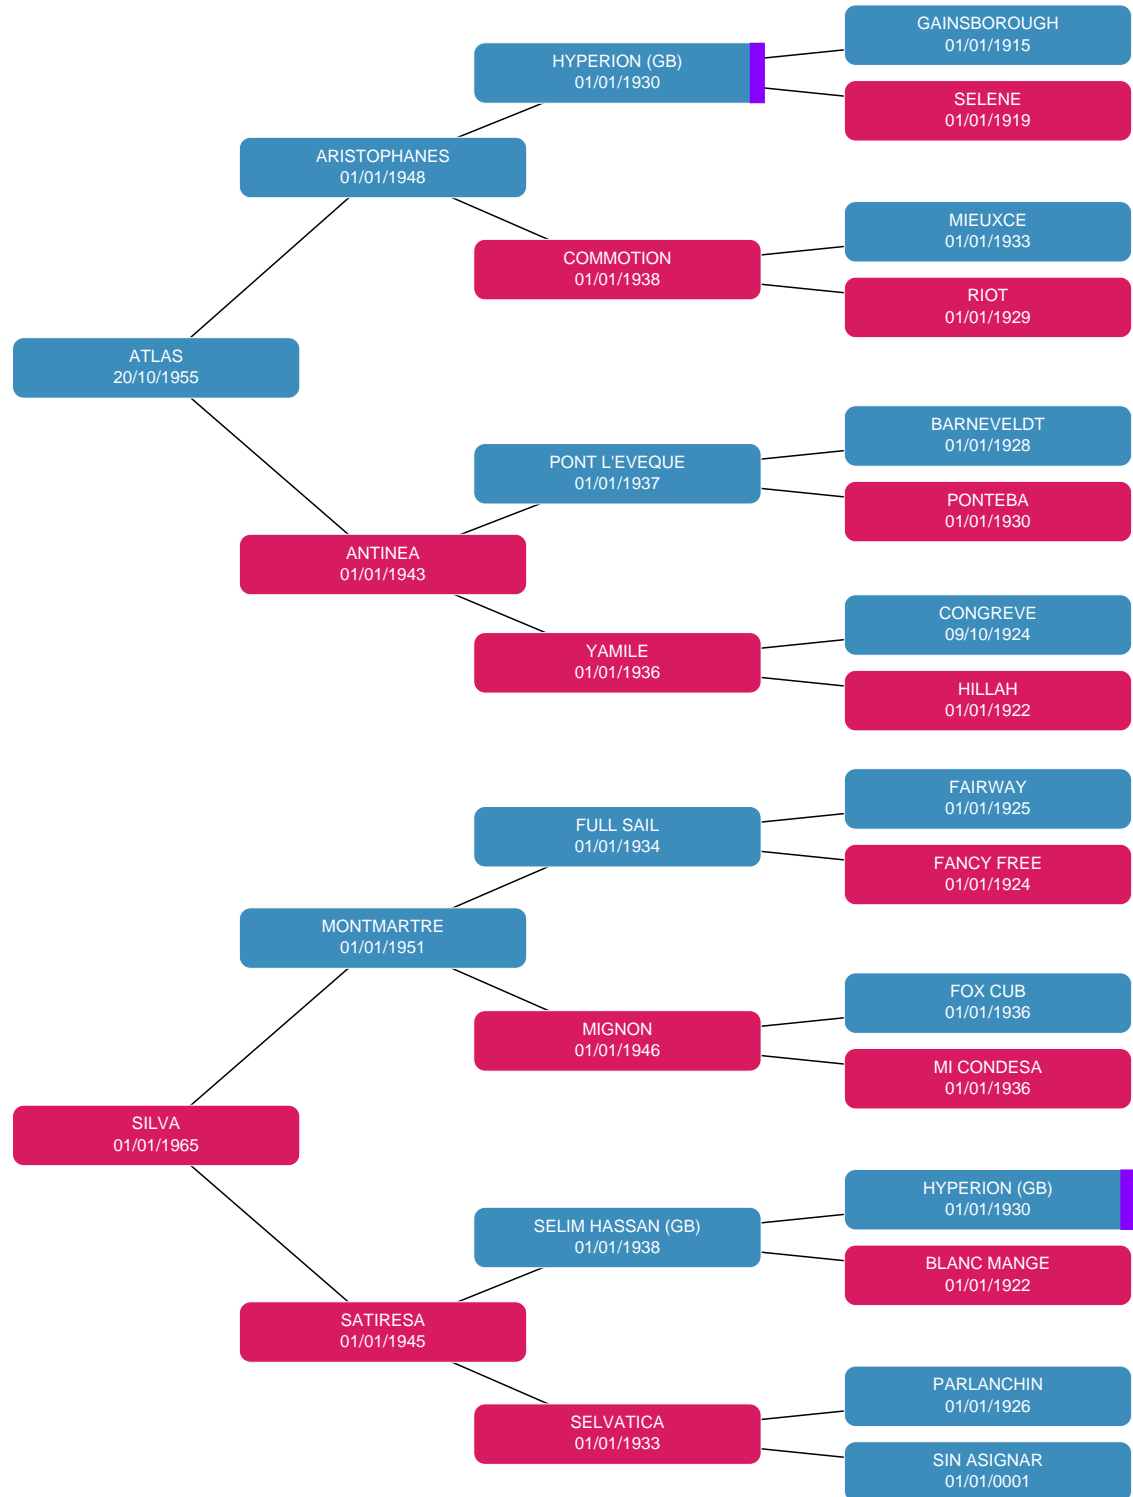 GAINSBOROUGH
01/01/1915
HYPERION (GB)
01/01/1930
SELENE
01/01/1919
ARISTOPHANES
01/01/1948
MIEUXCE
01/01/1933
COMMOTION
01/01/1938
RIOT
01/01/1929
ATLAS
20/10/1955
BARNEVELDT
01/01/1928
PONT L'EVEQUE
01/01/1937
PONTEBA
01/01/1930
ANTINEA
01/01/1943
CONGREVE
09/10/1924
YAMILE
01/01/1936
HILLAH
01/01/1922
FAIRWAY
01/01/1925
FULL SAIL
01/01/1934
FANCY FREE
01/01/1924
MONTMARTRE
01/01/1951
FOX CUB
01/01/1936
MIGNON
01/01/1946
MI CONDESA
01/01/1936
SILVA
01/01/1965
HYPERION (GB)
01/01/1930
SELIM HASSAN (GB)
01/01/1938
BLANC MANGE
01/01/1922
SATIRESA
01/01/1945
PARLANCHIN
01/01/1926
SELVATICA
01/01/1933
SIN ASIGNAR
01/01/0001